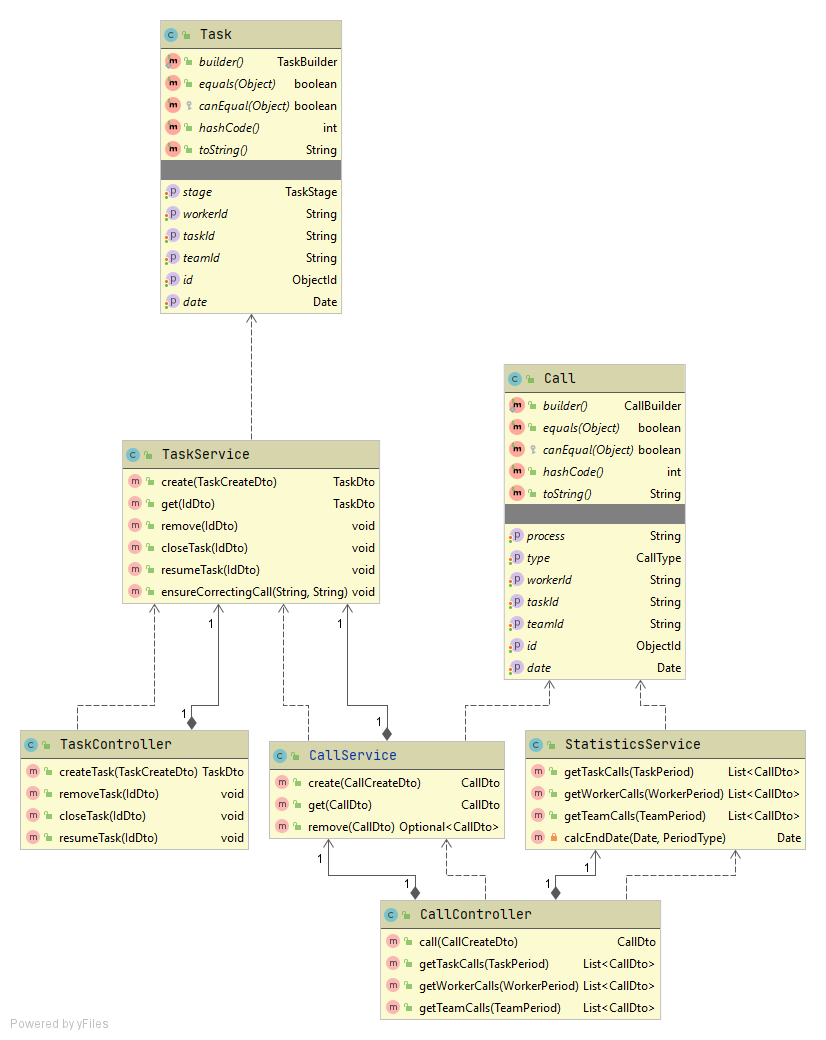 Task
builder() TaskBuilder
equals(Object) boolean
canEqual(Object) boolean
hashCode() int
toString() String
stage TaskStage
workerId String
taskId String
teamId String
id ObjectId
date Date
Call
builder() CallBuilder
equals(Object) boolean
canEqual(Object) boolean
hashCode() int
toString() String
process String
type CallType
workerId String
taskId String
teamId String
id ObjectId
date Date
TaskService
create(TaskCreateDto) TaskDto
get(IdDto) TaskDto
remove(IdDto) void
closeTask(IdDto) void
resumeTask(IdDto) void
ensureCorrectingCall(String, String) void
1
1
1
1
TaskController
createTask(TaskCreateDto) TaskDto
removeTask(IdDto) void
closeTask(IdDto) void
resumeTask(IdDto) void
CallService
create(CallCreateDto) CallDto
get(CallDto) CallDto
remove(CallDto) Optional<CallDto>
StatisticsService
getTaskCalls(TaskPeriod) List<CallDto>
getWorkerCalls(WorkerPeriod) List<CallDto>
getTeamCalls(TeamPeriod) List<CallDto>
calcEndDate(Date, PeriodType) Date
1
1
1
1
CallController
call(CallCreateDto) CallDto
getTaskCalls(TaskPeriod) List<CallDto>
getWorkerCalls(WorkerPeriod) List<CallDto>
getTeamCalls(TeamPeriod) List<CallDto>
Powered by yFiles